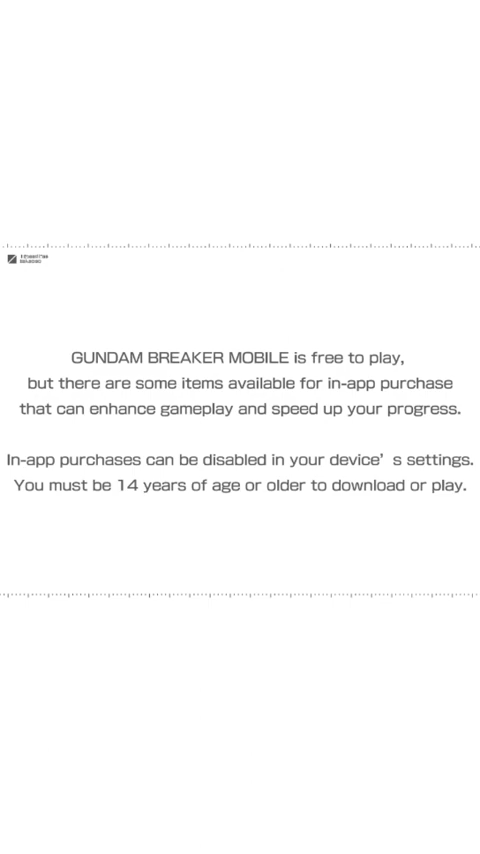 GUNDAM BREAKER MOBILE is free to play,
but there are some items available for in-app purchase
that can enhance gameplay and speed up your progress.
In-app purchases can be disabled in your device’s settings.
You must be 14 years of age or older to download or play.